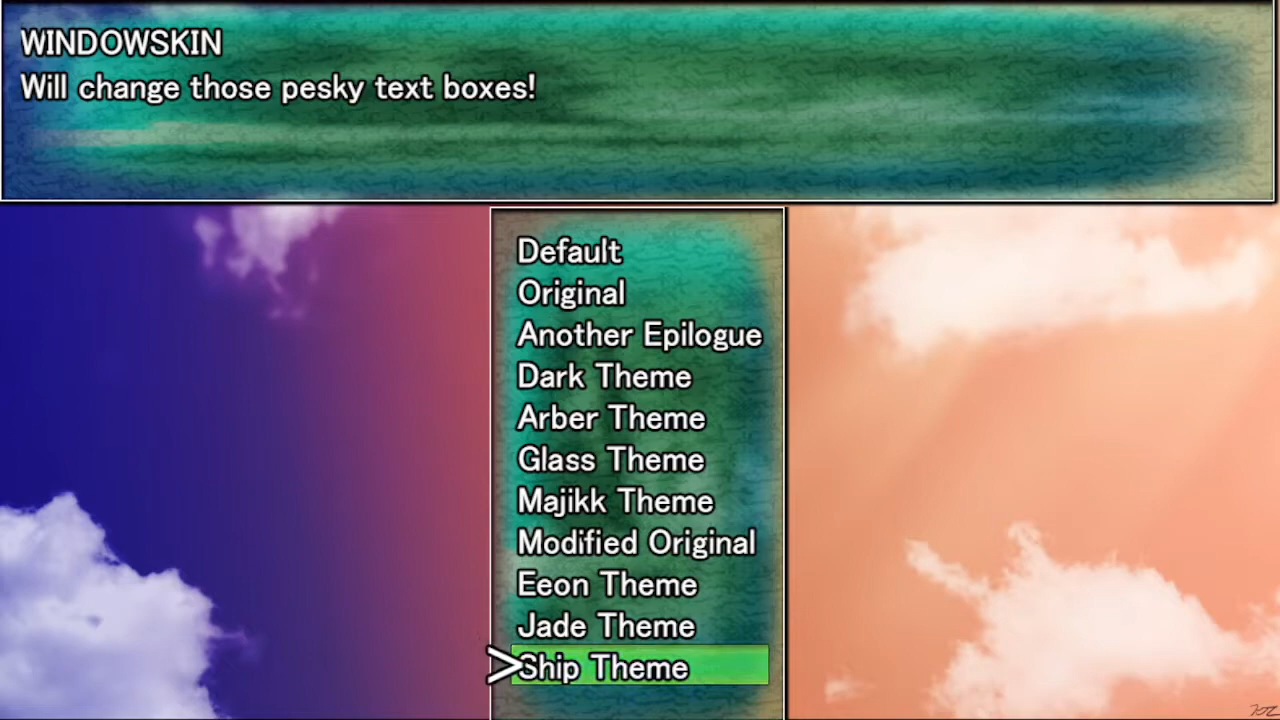 WINDOWSKIN
Will change those pesky text boxes!
Default
Original
Another Epilogue
Dark Theme
Arber Theme
Glass Theme
Majikk Theme
Modified Original
Eeon Theme
Jade Theme
>Ship Theme